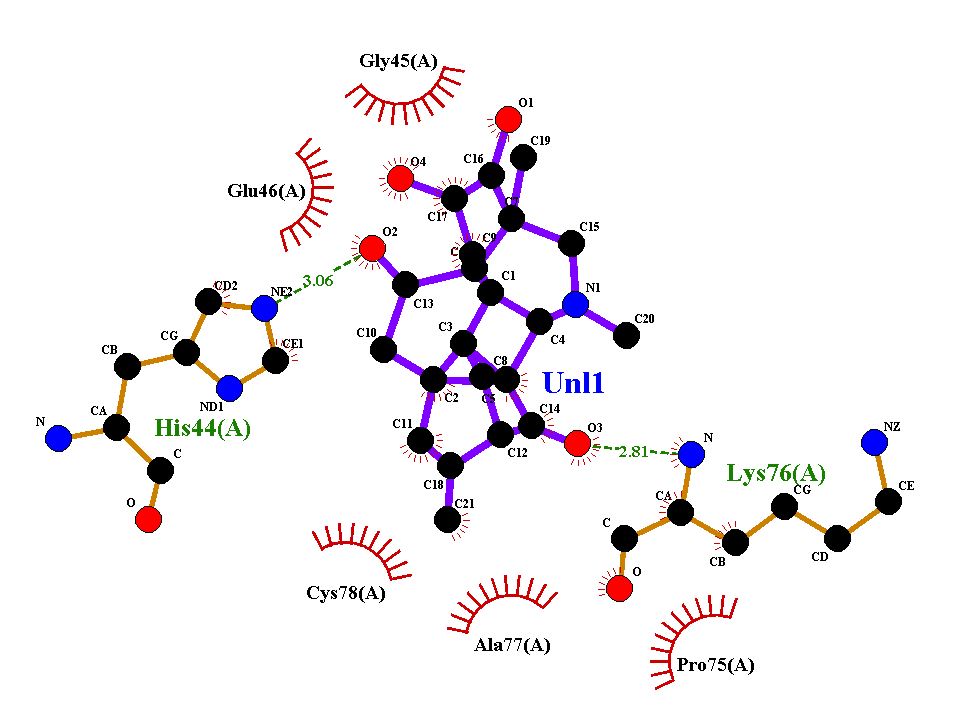 Gly45(A)
O1
C19
C16
O4
Glu46(A)
C17
C7
C15
O2
C9
C
3.06
CD2
NE2
C1
N1
C13
C20
CG
C3
C4
C10
CB
CE1
C8
Unl1
C2
C5
ND1
CA
C14
N
His44(A)
C11
O3
NZ
C12
2.81
N
C
C18
Lys76(A)
CE
CG
O
C21
CA
C
CD
CB
O
Cys78(A)
Ala77(A)
Pro75(A)